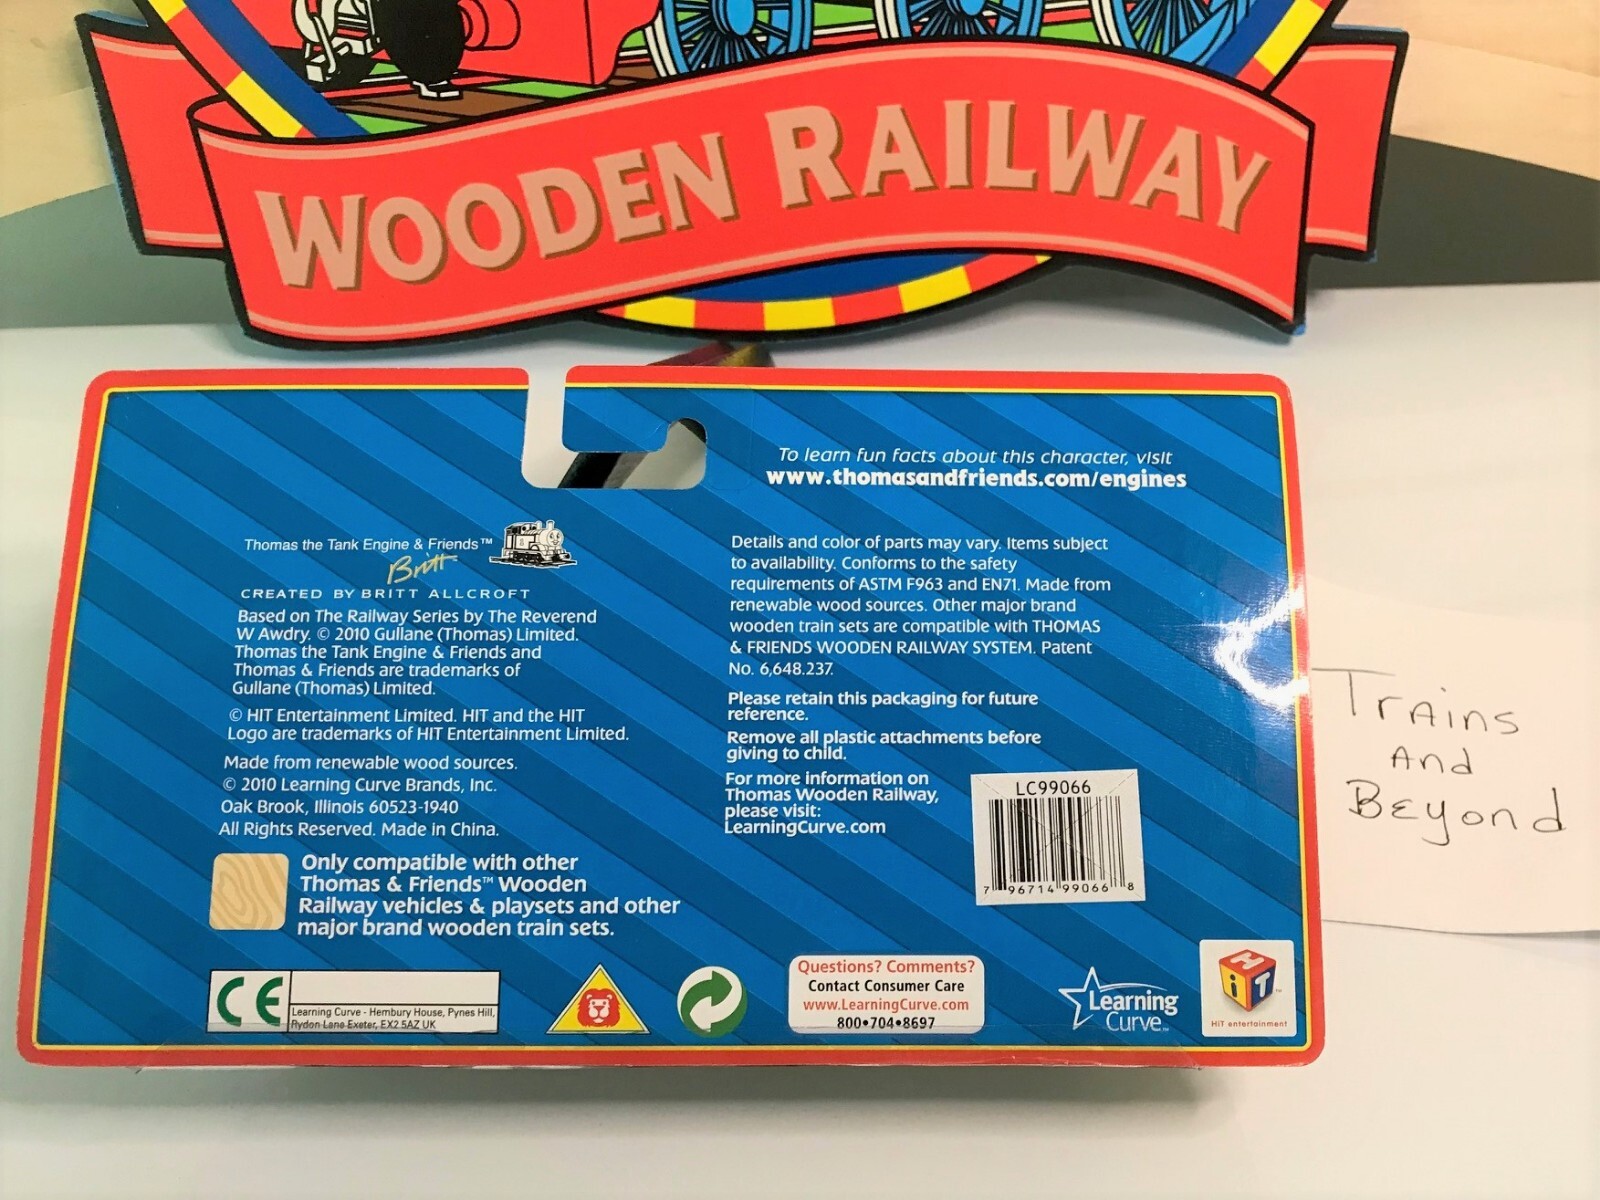 WOODEN RAILWAY
To learn fun facts about this character, visit
www.thomasandfriends.com/engines
Thomas the Tank Engine & Friends™
Britt
CREATED BY BRITT ALLCROFT
Based on The Railway Series by The Reverend
W Awdry. © 2010 Gullane (Thomas) Limited.
Thomas the Tank Engine & Friends and
Thomas & Friends are trademarks of
Gullane (Thomas) Limited.
© HIT Entertainment Limited. HIT and the HIT
Logo are trademarks of HIT Entertainment Limited.
Made from renewable wood sources.
© 2010 Learning Curve Brands, Inc.
Oak Brook, Illinois 60523-1940
All Rights Reserved. Made in China.
Only compatible with other
Thomas & Friends™ Wooden
Railway vehicles & playsets and other
major brand wooden train sets.
Details and color of parts may vary. Items subject
to availability. Conforms to the safety
requirements of ASTM F963 and EN71. Made from
renewable wood sources. Other major brand
wooden train sets are compatible with THOMAS
& FRIENDS WOODEN RAILWAY SYSTEM. Patent
No. 6,648.237.
Please retain this packaging for future
reference.
Remove all plastic attachments before
giving to child.
For more information on
Thomas Wooden Railway,
please visit:
LearningCurve.com
LC99066
7 96714 99066 8
CE
Learning Curve - Hembury House, Pynes Hill,
Rydon Lane Exeter, EX2 5AZ UK
Questions? Comments?
Contact Consumer Care
www.LearningCurve.com
800•704•8697
Learning
Curve™
HiT™
HiT entertainment
Trains
And
Beyond